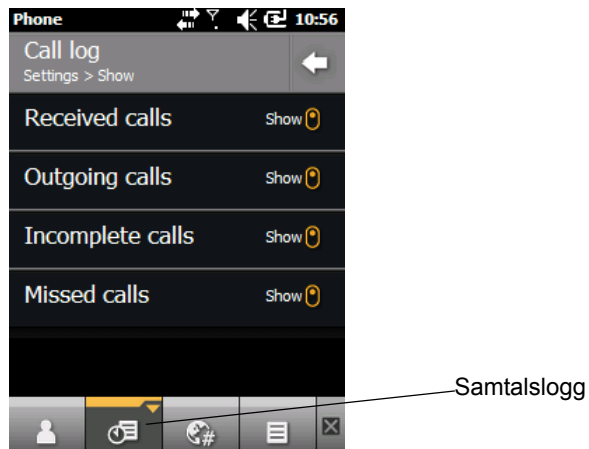 Phone 10:56
Call log
Settings > Show
Received calls Show
Outgoing calls Show
Incomplete calls Show
Missed calls Show
Samtalslogg
#